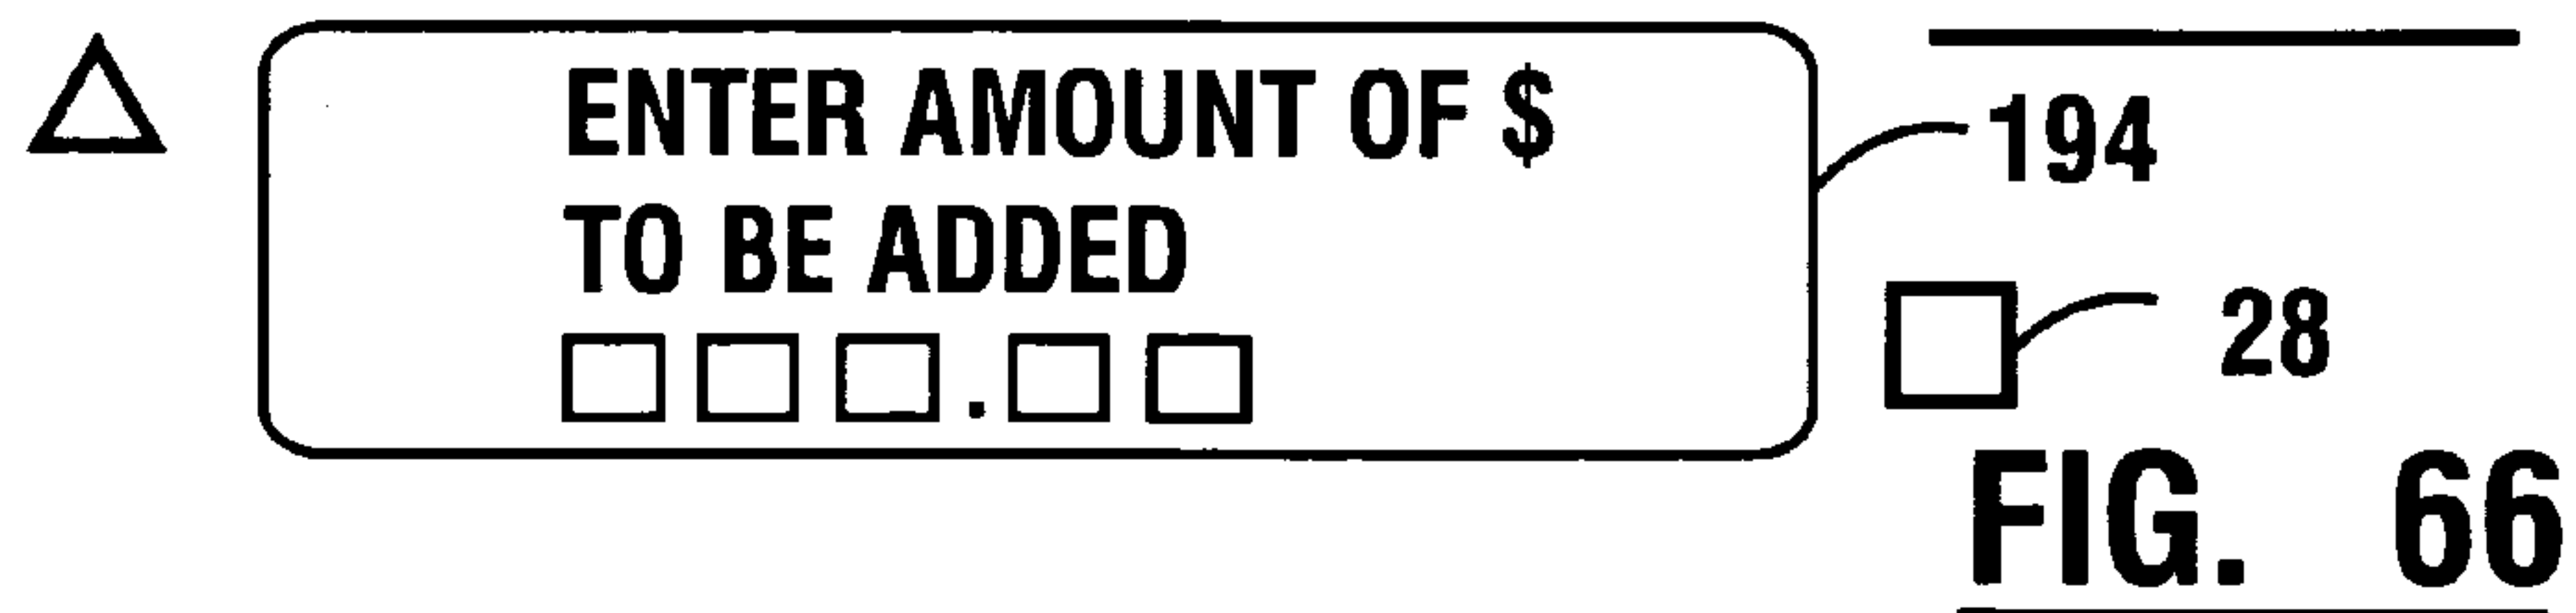 ENTER AMOUNT OF $
TO BE ADDED
.
194
28
FIG. 66